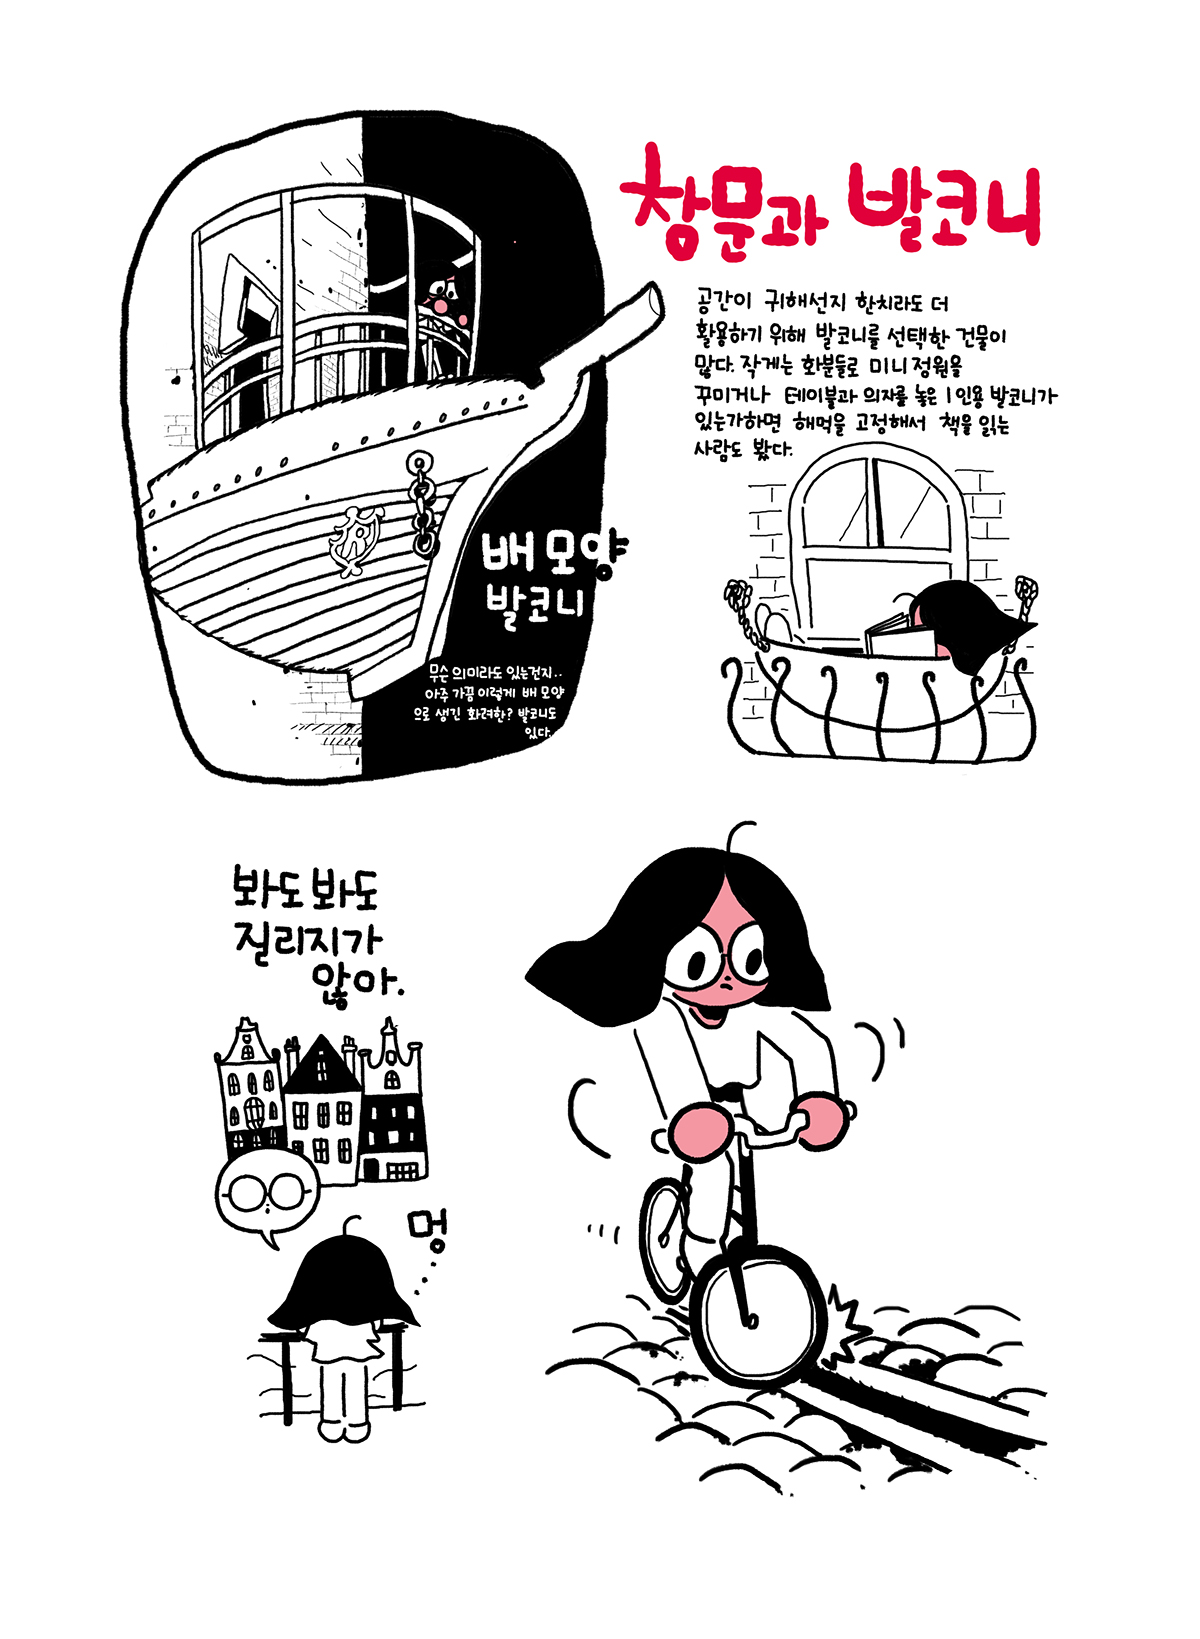 창문과 발코니
공간이 귀해선지 한치라도 더
활용하기 위해 발코니를 선택한 건물이
많다. 작게는 화분들로 미니 정원을
꾸미거나 테이블과 의자를 놓은 1인용 발코니가
있는가하면 해먹을 고정해서 책을 읽는
사람도 봤다.
배 모양
발코니
무슨 의미라도 있는건지..
아주 가끔 이렇게 배 모양
으로 생긴 화려한? 발코니도
있다.
봐도 봐도
질리지가
않아.
멍